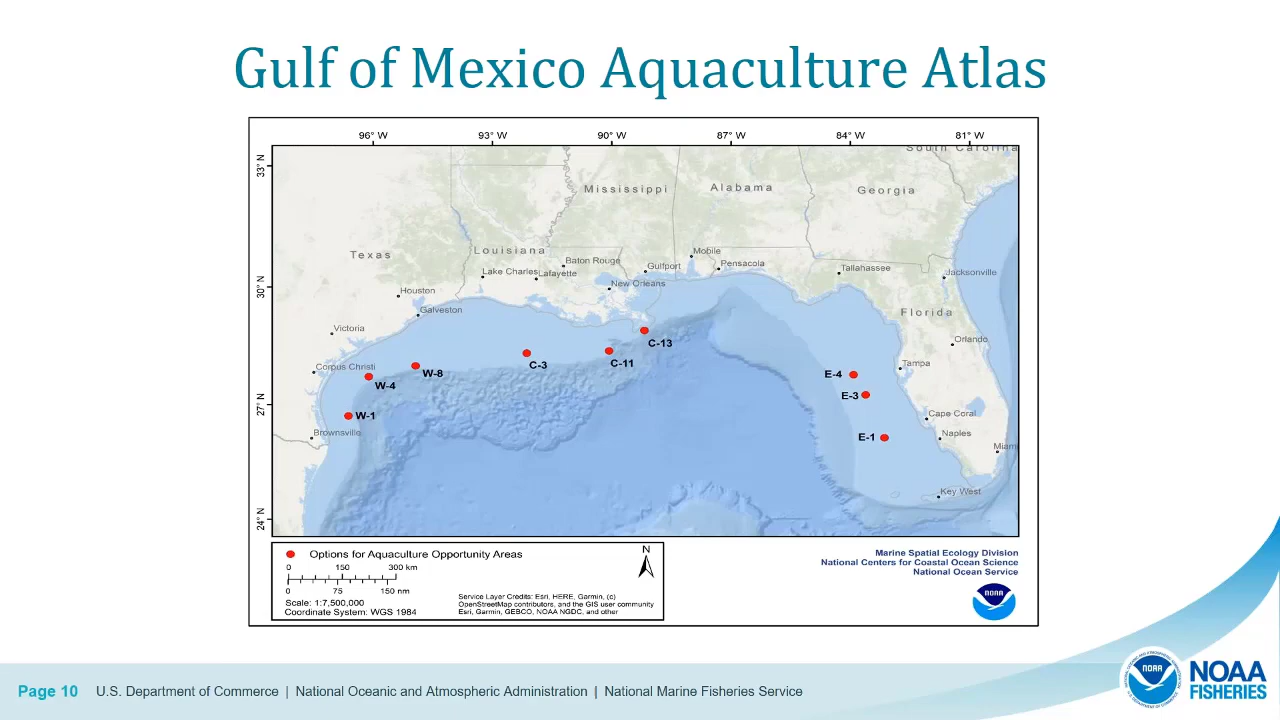 Gulf of Mexico Aquaculture Atlas
96° W 93° W 90° W 87° W 84° W 81° W
33° N
30° N
27° N
24° N
South Carolina
Mississippi Alabama Georgia
Texas Louisiana
Baton Rouge Mobile
Lake Charles Lafayette Gulfport Pensacola Tallahassee Jacksonville
New Orleans
Houston
Galveston Florida
Victoria C-13 Orlando
Corpus Christi W-8 C-3 C-11 Tampa
W-4 E-4
E-3
W-1 Cape Coral
Brownsville E-1 Naples
Miam
Key West
Options for Aquaculture Opportunity Areas
N
0 150 300 km
0 75 150 nm
Scale: 1:7,500,000
Coordinate System: WGS 1984
Service Layer Credits: Esri, HERE, Garmin, (c)
OpenStreetMap contributors, and the GIS user community
Esri, Garmin, GEBCO, NOAA NGDC, and other
Marine Spatial Ecology Division
National Centers for Coastal Ocean Science
National Ocean Service
NOAA
Page 10 U.S. Department of Commerce | National Oceanic and Atmospheric Administration | National Marine Fisheries Service
NOAA
NOAA
FISHERIES